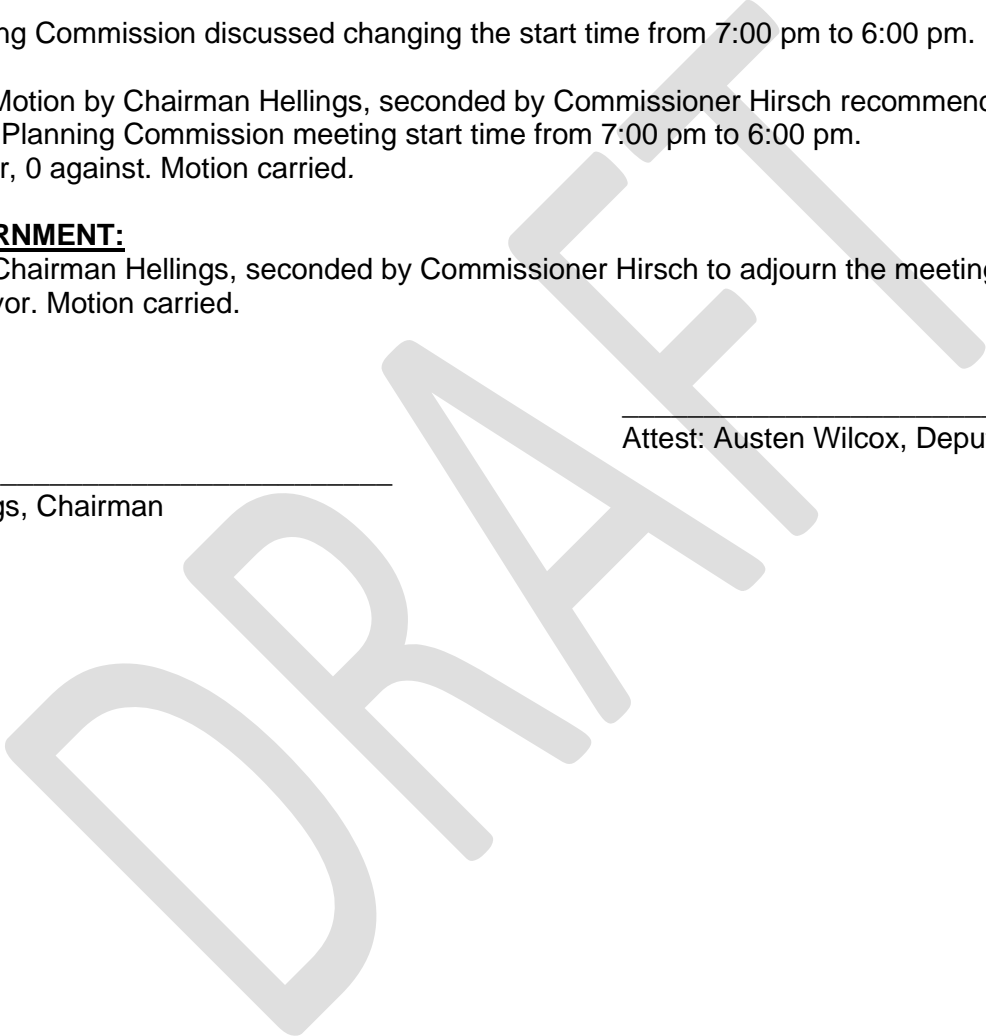 ng Commission discussed changing the start time from 7:00 pm to 6:00 pm.
Motion by Chairman Hellings, seconded by Commissioner Hirsch recommend
Planning Commission meeting start time from 7:00 pm to 6:00 pm.
r, 0 against. Motion carried.
RNMENT:
Chairman Hellings, seconded by Commissioner Hirsch to adjourn the meeting
vor. Motion carried.
Attest: Austen Wilcox, Depu
gs, Chairman
DRAFT